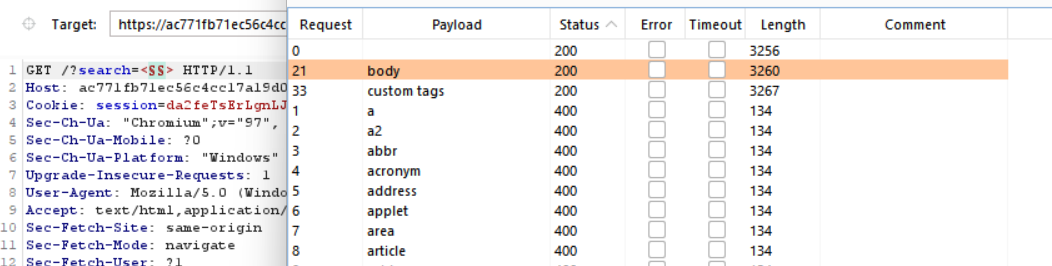 Target: https://ac771fb71ec56c4cc
1 GET /?search=<§§> HTTP/1.1
2 Host: ac771fb71ec56c4cc17a19d0
3 Cookie: session=da2feTsErLgnLJ
4 Sec-Ch-Ua: "Chromium";v="97",
5 Sec-Ch-Ua-Mobile: ?0
6 Sec-Ch-Ua-Platform: "Windows"
7 Upgrade-Insecure-Requests: 1
8 User-Agent: Mozilla/5.0 (Windo
9 Accept: text/html,application/
10 Sec-Fetch-Site: same-origin
11 Sec-Fetch-Mode: navigate
12 Sec-Fetch-User: ?1
Request Payload Status Error Timeout Length Comment
0 200 3256
21 body 200 3260
33 custom tags 200 3267
1 a 400 134
2 a2 400 134
3 abbr 400 134
4 acronym 400 134
5 address 400 134
6 applet 400 134
7 area 400 134
8 article 400 134